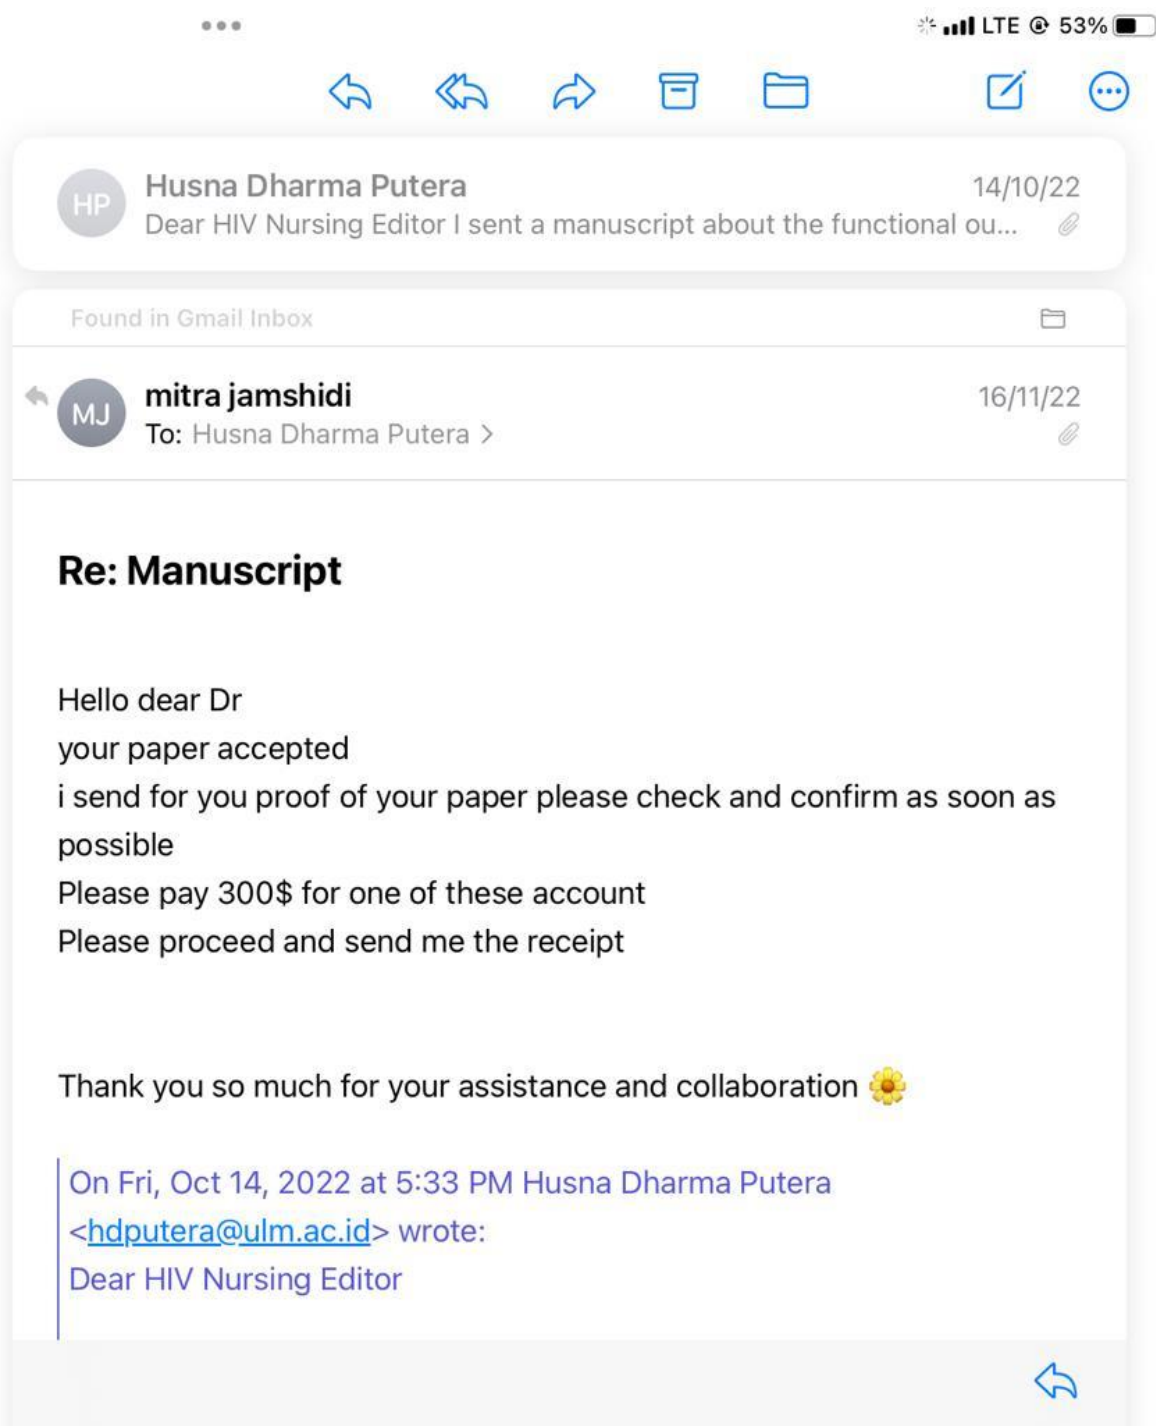 LTE 53%
HP
Husna Dharma Putera
14/10/22
Dear HIV Nursing Editor I sent a manuscript about the functional ou...
Found in Gmail Inbox
MJ
mitra jamshidi
16/11/22
To: Husna Dharma Putera >
Re: Manuscript
Hello dear Dr
your paper accepted
i send for you proof of your paper please check and confirm as soon as
possible
Please pay 300$ for one of these account
Please proceed and send me the receipt
Thank you so much for your assistance and collaboration 🌼
On Fri, Oct 14, 2022 at 5:33 PM Husna Dharma Putera
<hdputera@ulm.ac.id> wrote:
Dear HIV Nursing Editor